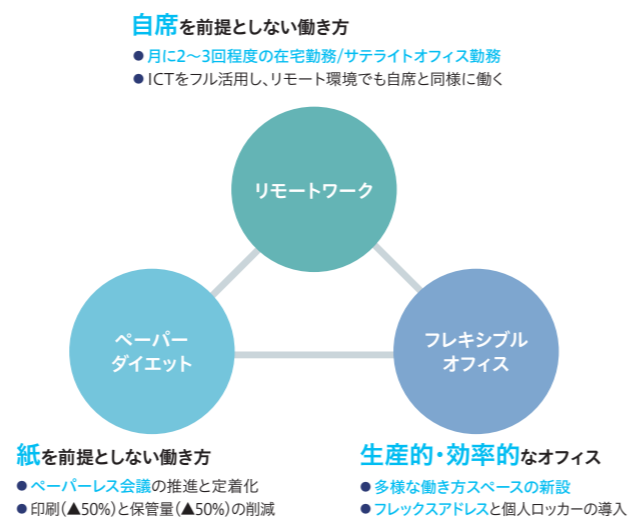 自席を前提としない働き方
● 月に2〜3回程度の在宅勤務/サテライトオフィス勤務
● ICTをフル活用し、リモート環境でも自席と同様に働く
リモートワーク
ペーパー
ダイエット
フレキシブル
オフィス
紙を前提としない働き方
● ペーパーレス会議の推進と定着化
● 印刷(▲50%)と保管量(▲50%)の削減
生産的・効率的なオフィス
● 多様な働き方スペースの新設
● フレックスアドレスと個人ロッカーの導入